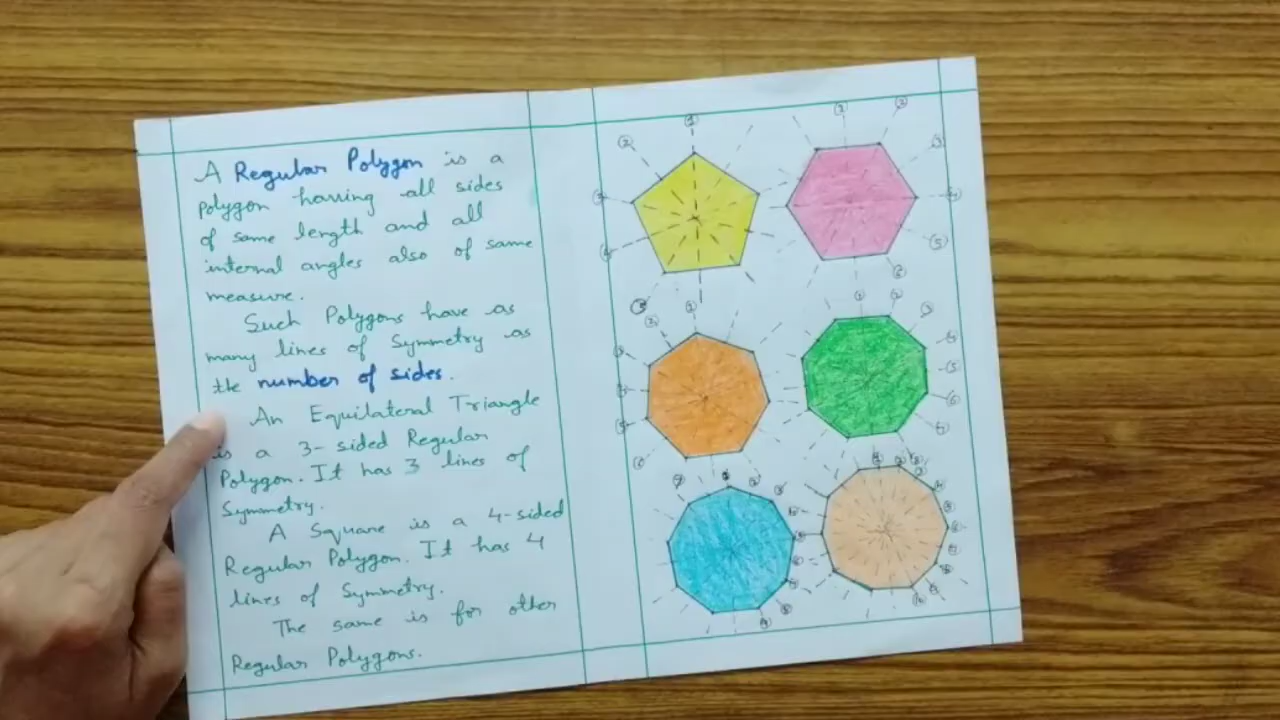 A Regular Polygon is a
Polygon having all sides
of same length and all
internal angles also of same
measure.
Such Polygons have as
many lines of Symmetry as
the number of sides.
An Equilateral Triangle
is a 3-sided Regular
Polygon. It has 3 lines of
Symmetry.
A Square is a 4-sided
Regular Polygon. It has 4
lines of Symmetry.
The same is for other
Regular Polygons.